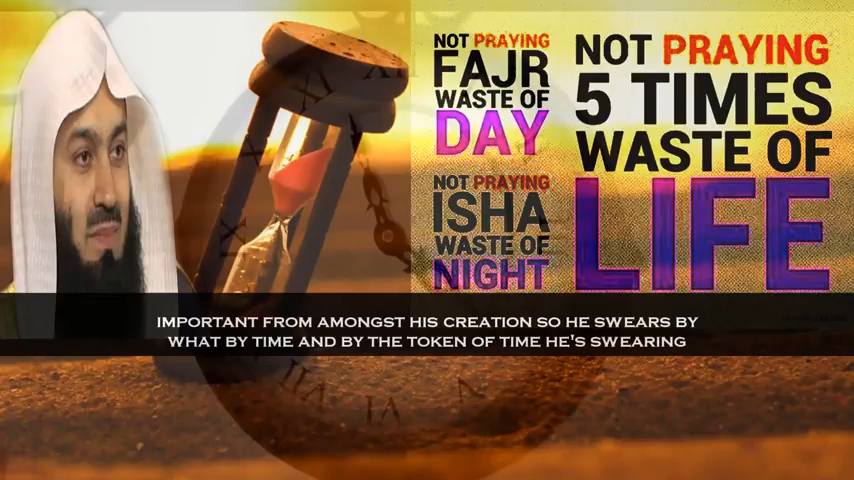 NOT PRAYING
FAJR
WASTE OF
DAY
NOT PRAYING
ISHA
WASTE OF
NIGHT
NOT PRAYING
5 TIMES
WASTE OF
LIFE
IMPORTANT FROM AMONGST HIS CREATION SO HE SWEARS BY
WHAT BY TIME AND BY THE TOKEN OF TIME HE'S SWEARING